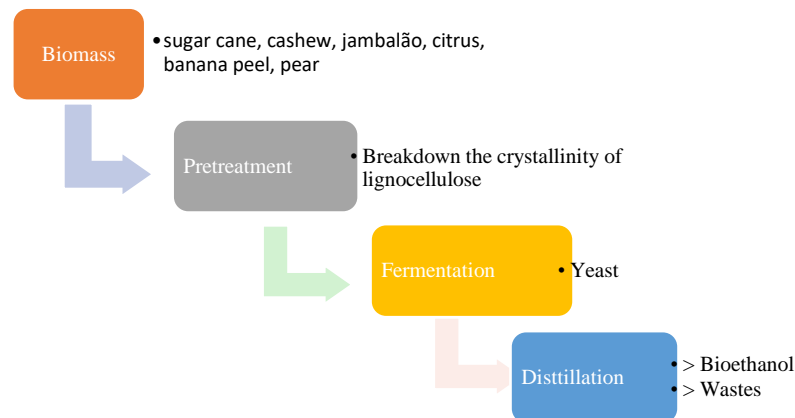 Biomass
•sugar cane, cashew, jambalão, citrus,
banana peel, pear
Pretreatment
• Breakdown the crystallinity of
lignocellulose
Fermentation
• Yeast
Disttillation
• > Bioethanol
• > Wastes